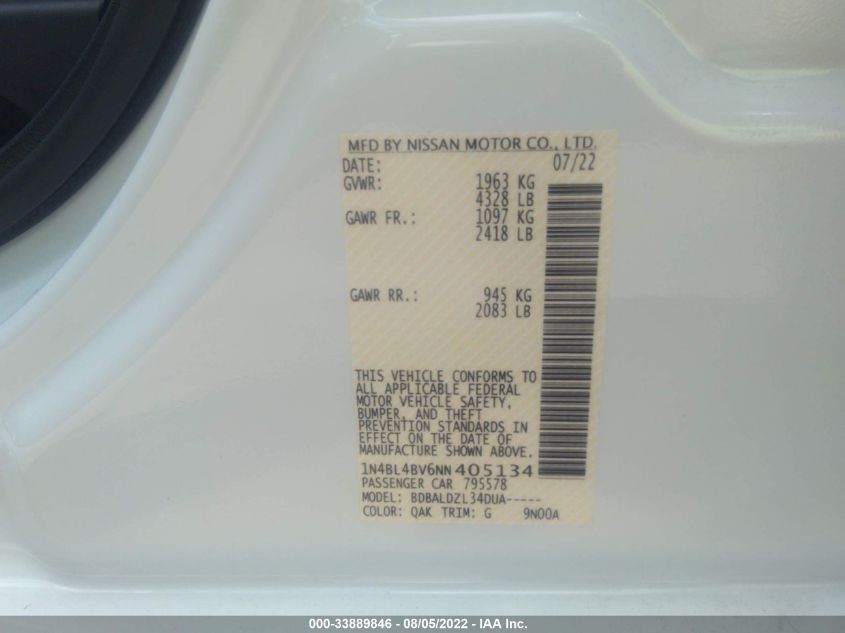 MFD BY NISSAN MOTOR CO., LTD.
DATE: 07/22
GVWR: 1963 KG
4328 LB
GAWR FR.: 1097 KG
2418 LB
GAWR RR.: 945 KG
2083 LB
THIS VEHICLE CONFORMS TO
ALL APPLICABLE FEDERAL
MOTOR VEHICLE SAFETY,
BUMPER, AND THEFT
PREVENTION STANDARDS IN
EFFECT ON THE DATE OF
MANUFACTURE SHOWN ABOVE.
1N4BL4BV6NN405134
PASSENGER CAR 795578
MODEL: BDBALDZL34DUA-----
COLOR: QAK TRIM: G 9N00A
000-33889846 - 08/05/2022 - © IAA, Inc.